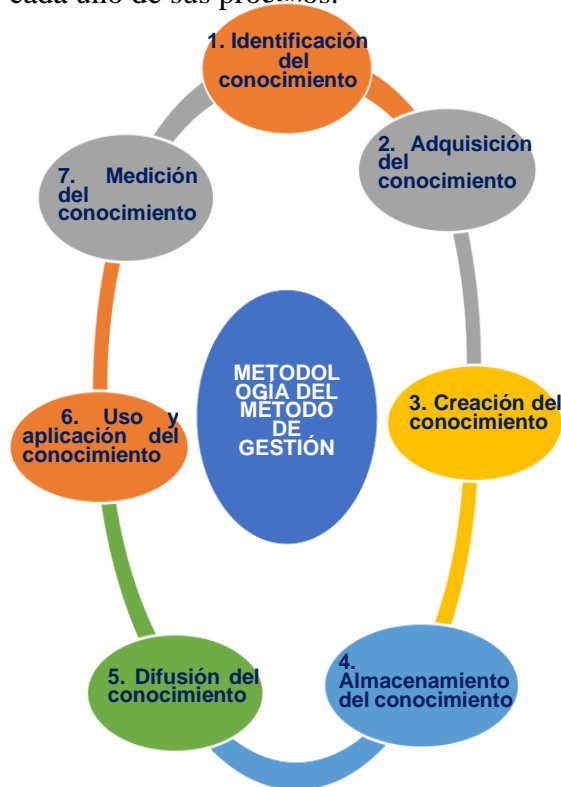 cada uno de sus procesos.
1. Identificación
del
conocimiento
2. Adquisición
del
conocimiento
7. Medición
del
conocimiento
METODOL
OGÍA DEL
MÉTODO
DE
GESTIÓN
3. Creación del
conocimiento
6. Uso y
aplicación del
conocimiento
4.
Almacenamiento
del conocimiento
5. Difusión del
conocimiento